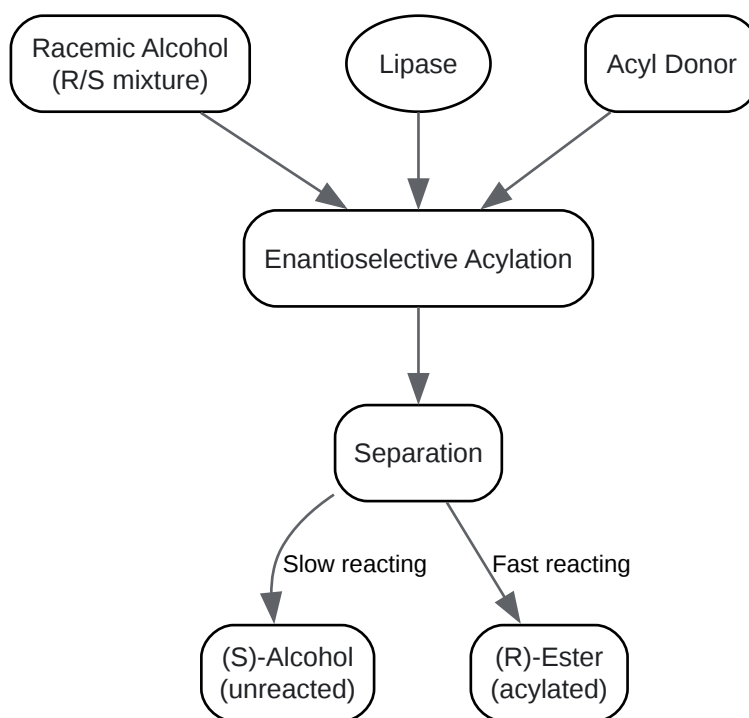 Racemic Alcohol
(R/S mixture)
Lipase
Acyl Donor
Enantioselective Acylation
Separation
Slow reacting
Fast reacting
(S)-Alcohol
(unreacted)
(R)-Ester
(acylated)